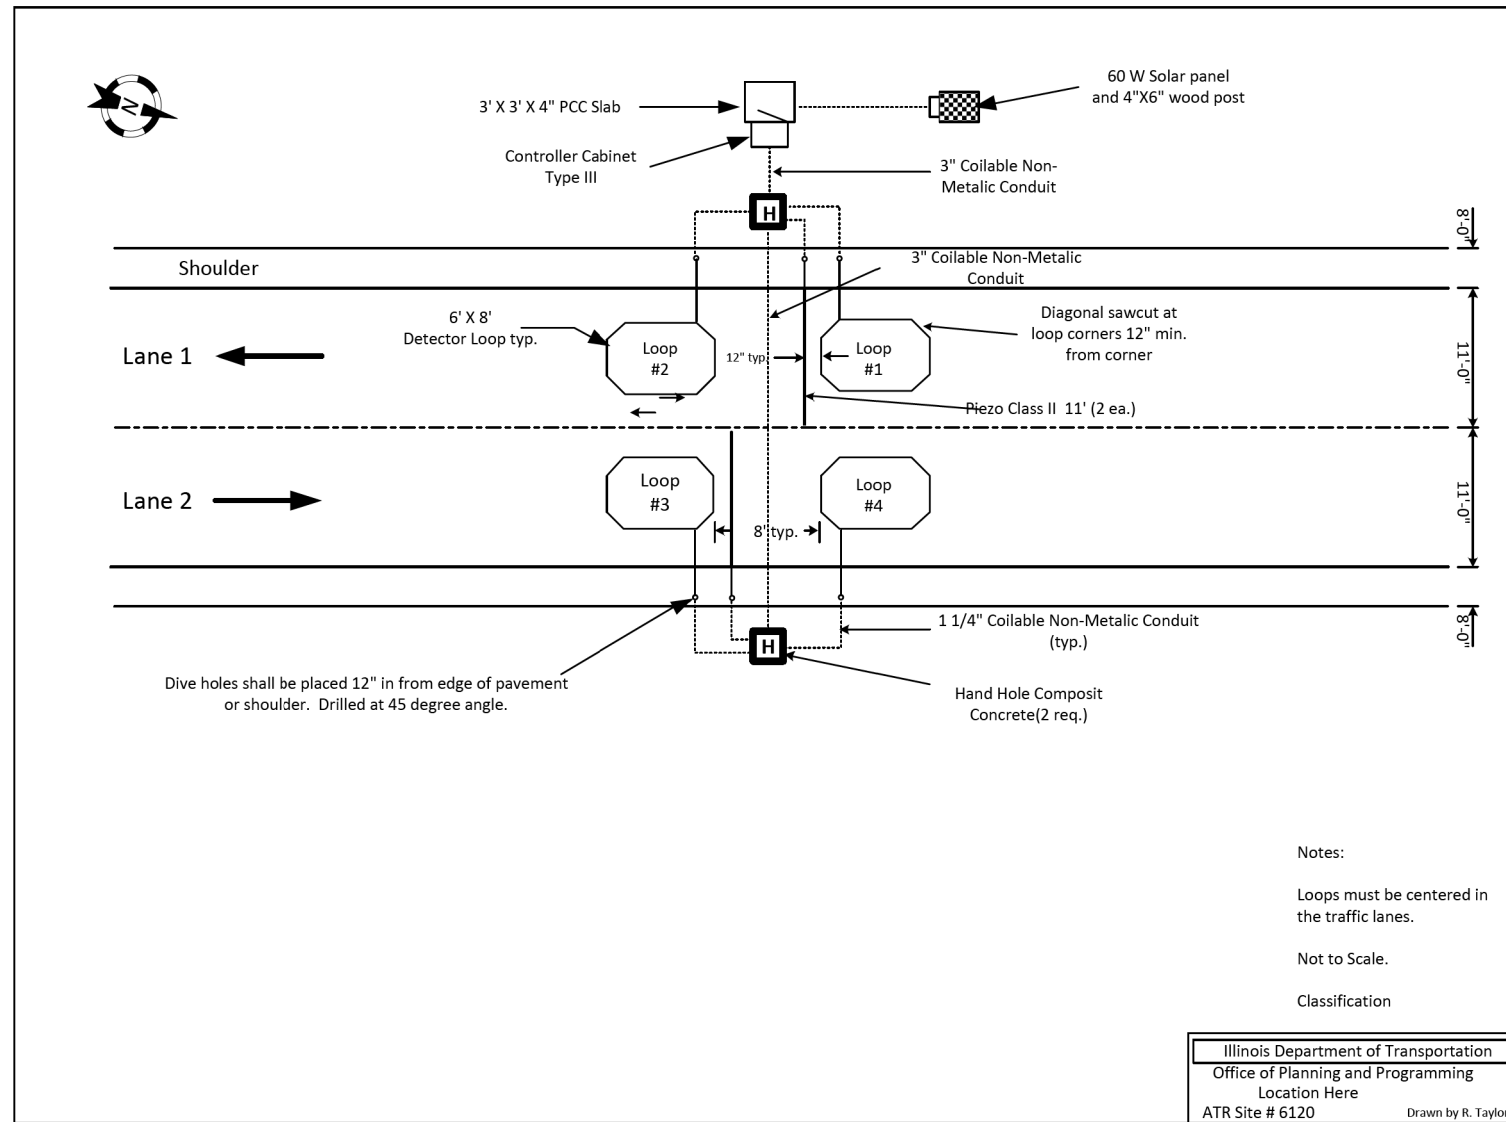 60 W Solar panel
and 4"X6" wood post
3' X 3' X 4" PCC Slab
N
Controller Cabinet
Type III
3" Coilable Non-
Metalic Conduit
H
8'-0"
Shoulder
3" Coilable Non-Metalic
Conduit
6' X 8'
Detector Loop typ.
Diagonal sawcut at
loop corners 12" min.
from corner
Lane 1
Loop
#2
12" typ.
Loop
#1
11'-0"
Piezo Class II  11' (2 ea.)
Lane 2
Loop
#3
Loop
#4
11'-0"
8' typ.
1 1/4" Coilable Non-Metalic Conduit
(typ.)
8'-0"
H
Dive holes shall be placed 12" in from edge of pavement
or shoulder.  Drilled at 45 degree angle.
Hand Hole Composit
Concrete(2 req.)
Notes:
Loops must be centered in
the traffic lanes.
Not to Scale.
Classification
Illinois Department of Transportation
Office of Planning and Programming
Location Here
ATR Site # 6120
Drawn by R. Taylor